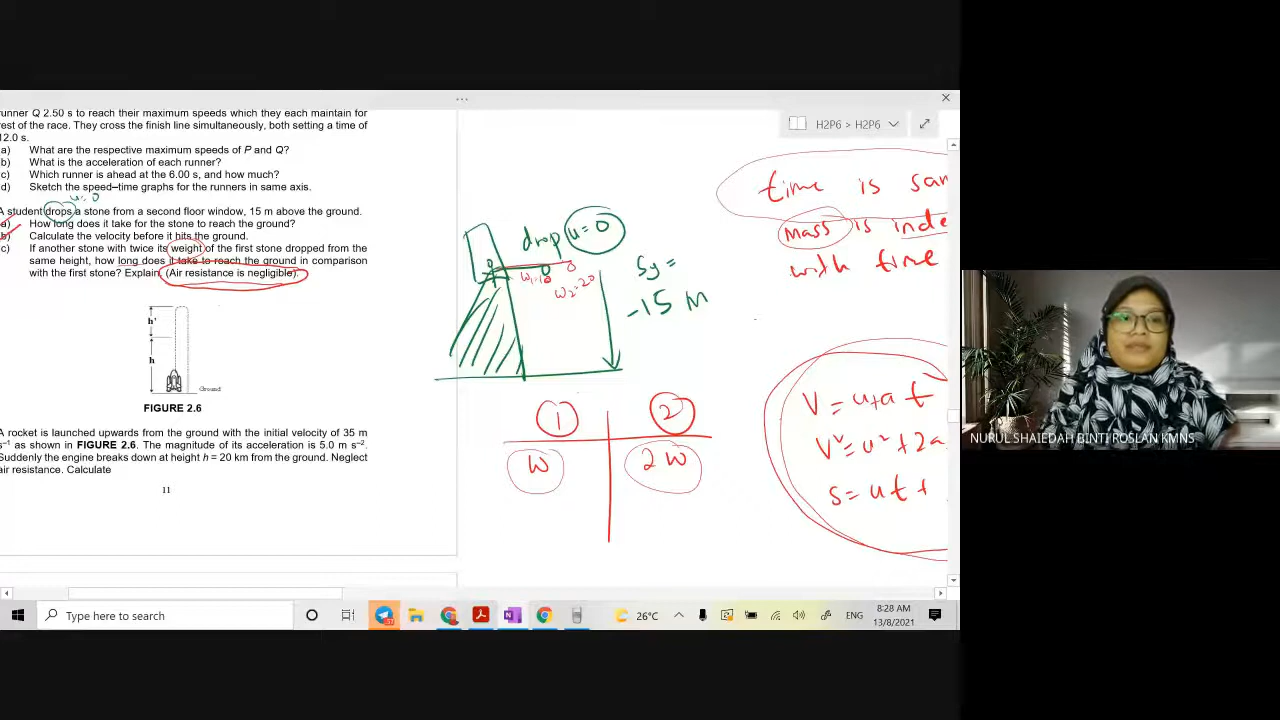 runner Q 2.50 s to reach their maximum speeds which they each maintain for
rest of the race. They cross the finish line simultaneously, both setting a time of
12.0 s.
a) What are the respective maximum speeds of P and Q?
b) What is the acceleration of each runner?
c) Which runner is ahead at the 6.00 s, and how much?
d) Sketch the speed–time graphs for the runners in same axis.
u=0
A student drops a stone from a second floor window, 15 m above the ground.
a) How long does it take for the stone to reach the ground?
b) Calculate the velocity before it hits the ground.
c) If another stone with twice its weight of the first stone dropped from the
same height, how long does it take to reach the ground in comparison
with the first stone? Explain. (Air resistance is negligible).
h'
h
Ground
FIGURE 2.6
A rocket is launched upwards from the ground with the initial velocity of 35 m
s⁻¹ as shown in FIGURE 2.6. The magnitude of its acceleration is 5.0 m s⁻².
Suddenly the engine breaks down at height h = 20 km from the ground. Neglect
air resistance. Calculate
11
H2P6 > H2P6
time is sam
mass is inde
with time
drop u=0
W₁=10
W₂=20
Sy=
-15 m
1 2
W 2W
V = u+at
V²= u²+2a
S= ut+
NURUL SHAIEDAH BINTI ROSLAN KMNS
Type here to search
26°C
ENG
8:28 AM
13/8/2021